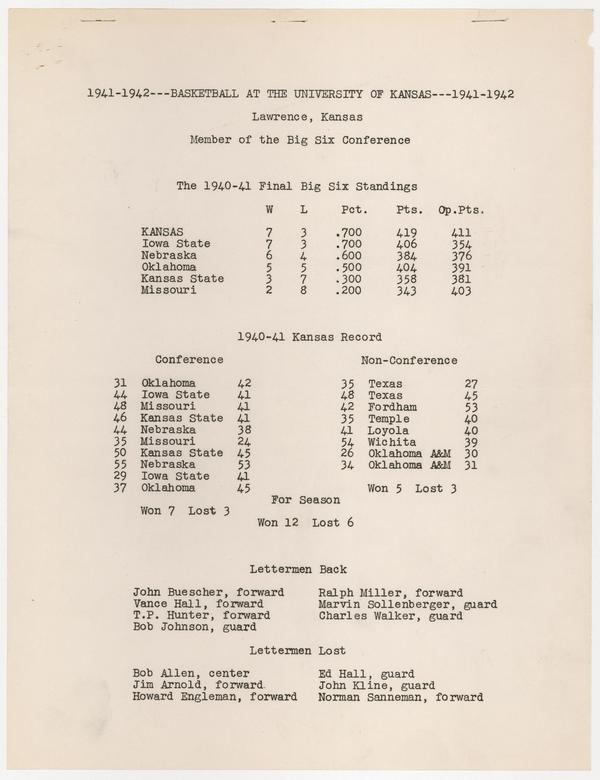 1941-1942---BASKETBALL AT THE UNIVERSITY OF KANSAS---1941-1942
Lawrence, Kansas
Member of the Big Six Conference
The 1940-41 Final Big Six Standings
W L Pct. Pts. Op.Pts.
KANSAS 7 3 .700 419 411
Iowa State 7 3 .700 406 354
Nebraska 6 4 .600 384 376
Oklahoma 5 5 .500 404 391
Kansas State 3 7 .300 358 381
Missouri 2 8 .200 343 403
1940-41 Kansas Record
Conference Non-Conference
31 Oklahoma 42 35 Texas 27
44 Iowa State 41 48 Texas 45
48 Missouri 41 42 Fordham 53
46 Kansas State 41 35 Temple 40
44 Nebraska 38 41 Loyola 40
35 Missouri 24 54 Wichita 39
50 Kansas State 45 26 Oklahoma A&M 30
55 Nebraska 53 34 Oklahoma A&M 31
29 Iowa State 41
37 Oklahoma 45 Won 5 Lost 3
For Season
Won 7 Lost 3
Won 12 Lost 6
Lettermen Back
John Buescher, forward Ralph Miller, forward
Vance Hall, forward Marvin Sollenberger, guard
T.P. Hunter, forward Charles Walker, guard
Bob Johnson, guard
Lettermen Lost
Bob Allen, center Ed Hall, guard
Jim Arnold, forward John Kline, guard
Howard Engleman, forward Norman Sanneman, forward